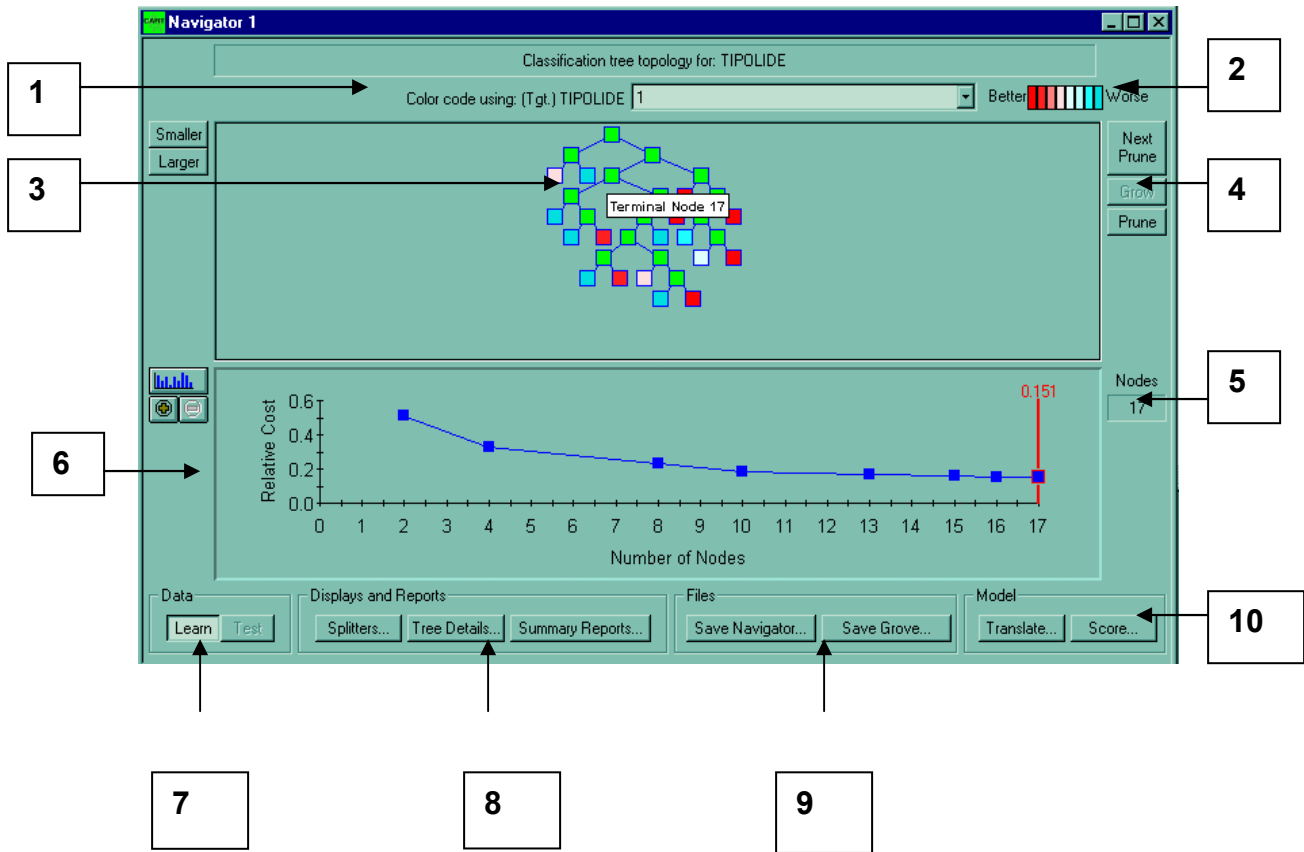 CART Navigator 1
Classification tree topology for: TIPOLIDE
1
2
Color code using: (Tgt.) TIPOLIDE 1
Better Worse
Smaller
Larger
Next
Prune
3
4
Grow
Terminal Node 17
Prune
Nodes
17
5
6
Relative Cost
0.6
0.4
0.2
0.0
0.151
0 1 2 3 4 5 6 7 8 9 10 11 12 13 14 15 16 17
Number of Nodes
Data
Learn Test
Displays and Reports
Splitters... Tree Details... Summary Reports...
Files
Save Navigator... Save Grove...
Model
Translate... Score...
10
7
8
9